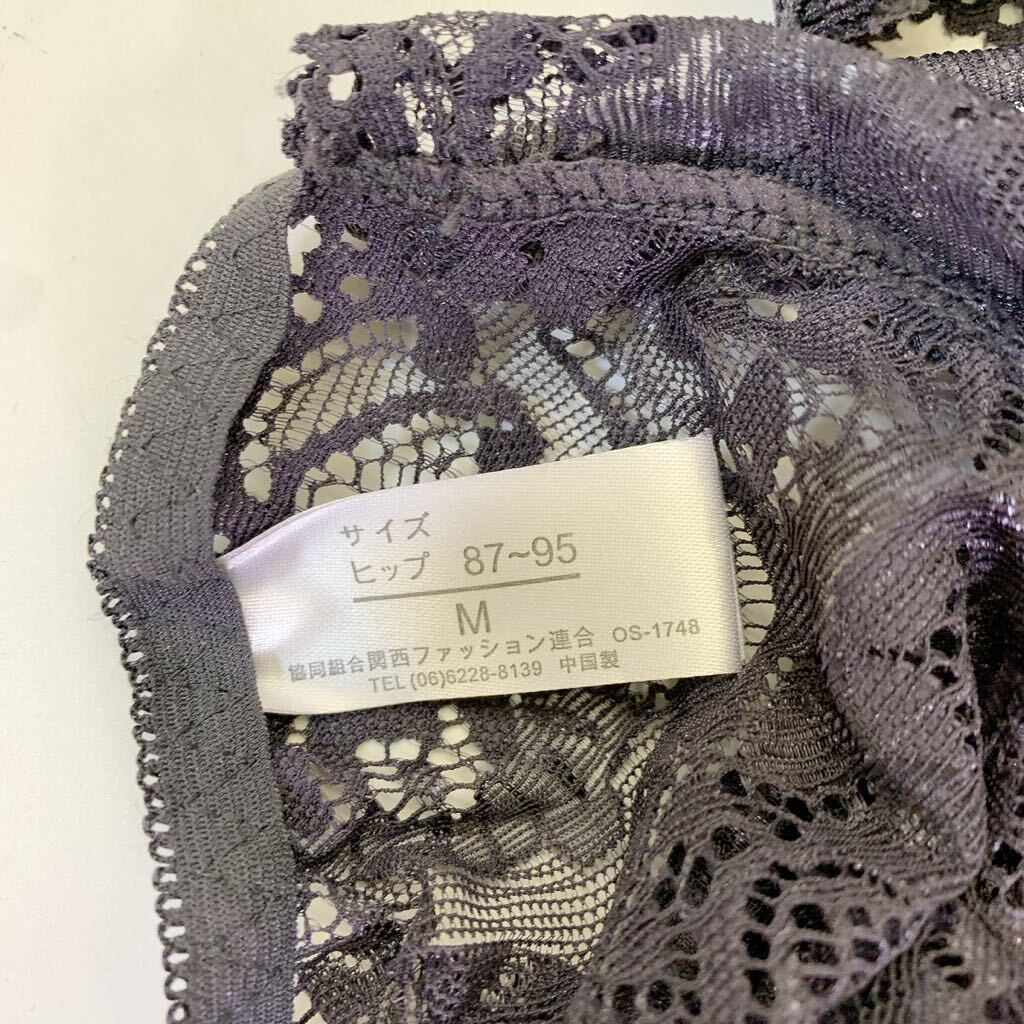 サイズ
ヒップ 87~95
M
協同組合関西ファッション連合 OS-1748
TEL(06)6228-8139 中国製